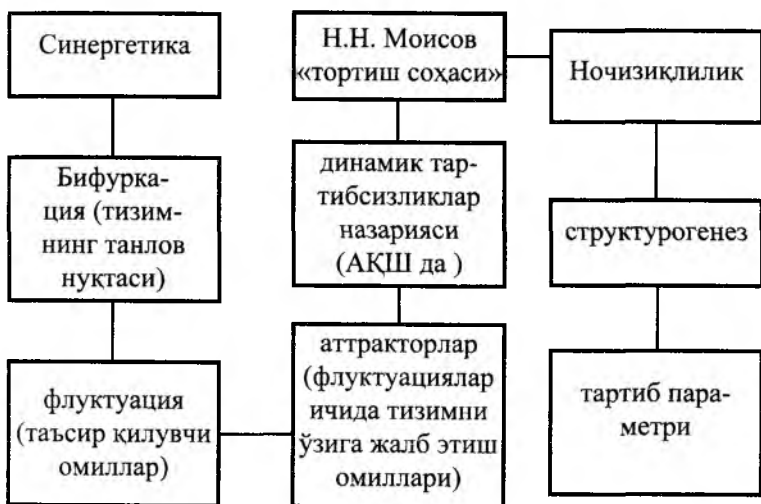 Синергетика
Бифурка-
ция (тизим-
нинг танлов
нуқтаси)
флуктуация
(таъсир қилувчи
омиллар)
аттракторлар
(флуктуациялар
ичида тизимни
ўзига жалб этиш
омиллари)
динамик тар-
тибсизликлар
назарияси
(АҚШ да )
Н.Н. Моисов
«тортиш соҳаси»
Ночизиқлилик
структурогенез
тартиб пара-
метри